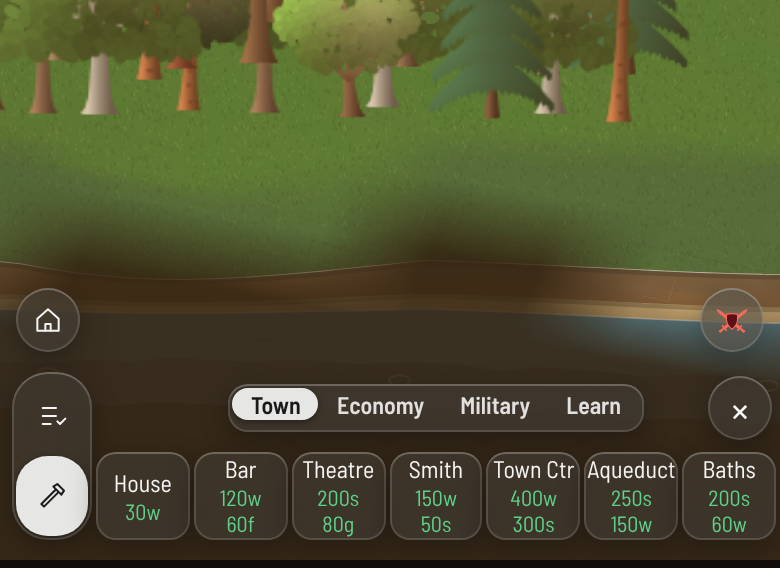 Town Economy Military Learn
House
30w
Bar
120w
60f
Theatre
200s
80g
Smith
150w
50s
Town Ctr
400w
300s
Aqueduct
250s
150w
Baths
200s
60w